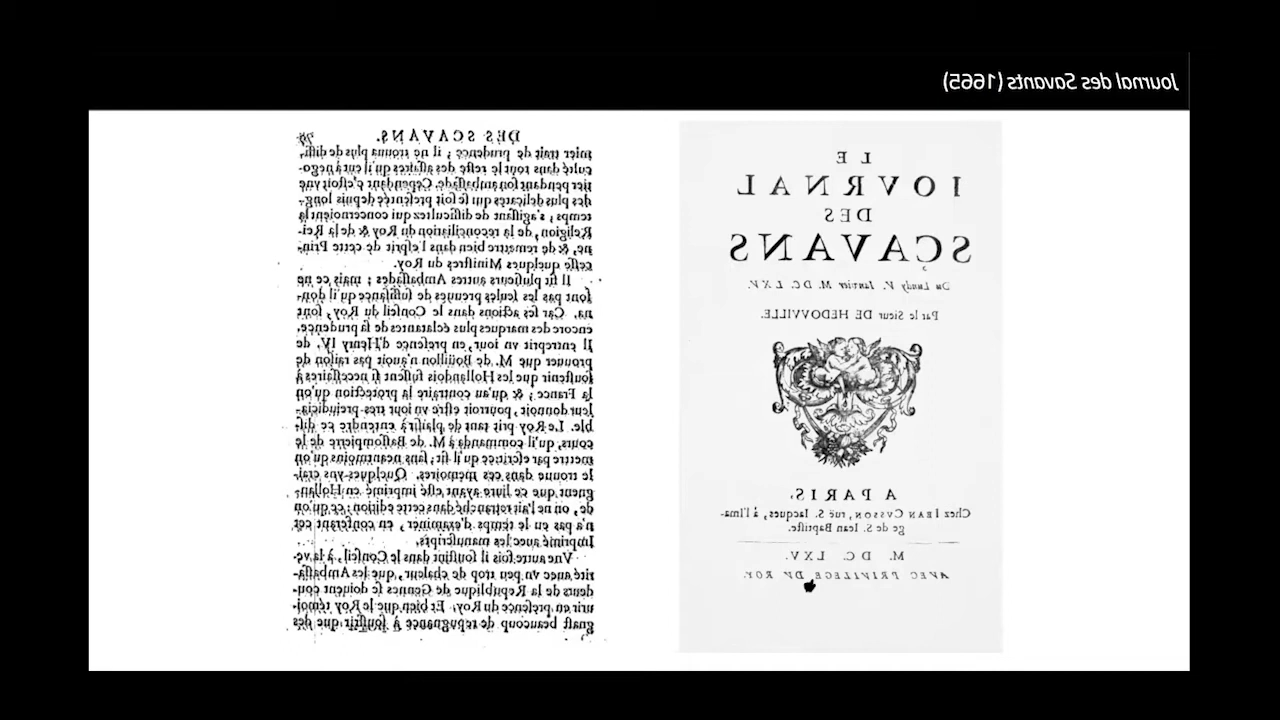 Journal des Savants (1665)
LE
IOVRNAL
DES
SÇAVANS
Du Lundy V. Ianvier M. DC. LXV.
Par le Sieur DE HEDOVVILLE.
A PARIS,
Chez IEAN CVSSON, ruë S. Iacques, à l'Ima-
ge de S. Iean Baptiſte.
M. DC. LXV.
AVEC PRIVILEGE DV ROY.
DES SCAVANS.
mier trait de prudence ; il ne trouua plus de diffi-
culté dans tout le reſte des affaires qu'il eut à nego-
tier pendant ſon ambaſſade. Cependant c'eſtoit vne
des plus delicates qui ſe ſoit preſentée depuis long-
temps ; s'agiſſant de difficultez qui concernoient la
Religion, de la reconciliation du Roy & de la Rei-
ne, & de remettre bien dans l'eſprit de cette Prin-
ceſſe quelques Miniſtres du Roy.
Il fit pluſieurs autres Ambaſſades ; mais ce ne
ſont pas les ſeules preuues de ſuffiſance qu'il don-
na. Car ſes actions dans le Conſeil du Roy, ſont
encore des marques plus éclatantes de ſa prudence.
Il entreprit vn iour, en preſence d'Henry IV. de
prouuer que M. de Boüillon n'auoit pas raiſon de
ſouſtenir que les Hollandois fuſſent ſi neceſſaires à
la France ; & qu'au contraire la protection qu'on
leur donnoit, pourroit eſtre vn iour tres-preiudicia-
ble. Le Roy prit tant de plaiſir à entendre ce diſ-
cours, qu'il commanda à M. de Baſſompierre de le
mettre par eſcrit: ce qu'il fit, ſans neantmoins qu'on
le trouue dans ces memoires. Quelques-vns crai-
gnent que ce liure ayant eſté imprimé en Hollan-
de, on ne l'ait retranché dans cette edition : ce qu'on
n'a pas eu le temps d'examiner, en conferant cet
Imprimé auec les manuſcripts.
Vne autre fois il ſouſtint dans le Conſeil, à la ve-
rité auec vn peu trop de chaleur, que les Ambaſſa-
deurs de la Republique de Gennes ſe doiuent cou-
urir en preſence du Roy. Et bien que le Roy témoi-
gnaſt beaucoup de repugnance à ſouffrir que des